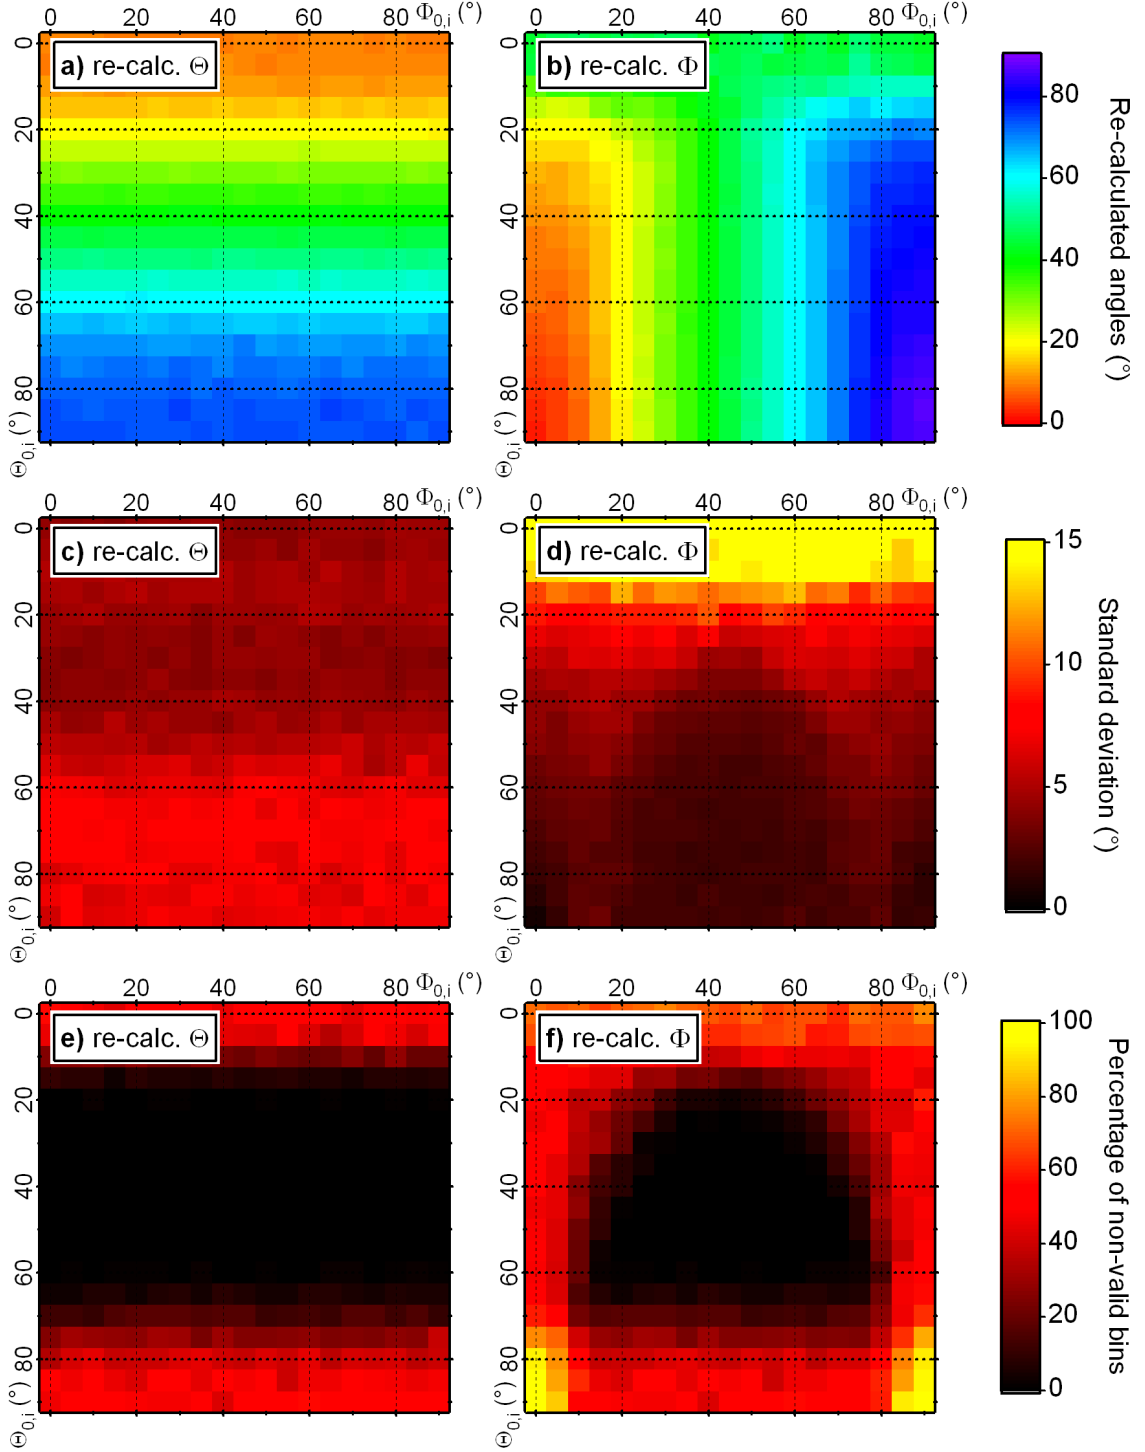 0 20 40 60 80 Φ0,i (°)
0 20 40 60 80 Φ0,i (°)
a) re-calc. Θ
b) re-calc. Φ
0 20 40 60 80 Θ0,i (°)
0 20 40 60 80 Θ0,i (°)
80
60
40
20
0
Re-calculated angles (°)
0 20 40 60 80 Φ0,i (°)
0 20 40 60 80 Φ0,i (°)
c) re-calc. Θ
d) re-calc. Φ
0 20 40 60 80 Θ0,i (°)
0 20 40 60 80 Θ0,i (°)
15
10
5
0
Standard deviation (°)
0 20 40 60 80 Φ0,i (°)
0 20 40 60 80 Φ0,i (°)
e) re-calc. Θ
f) re-calc. Φ
0 20 40 60 80 Θ0,i (°)
0 20 40 60 80 Θ0,i (°)
100
80
60
40
20
0
Percentage of non-valid bins